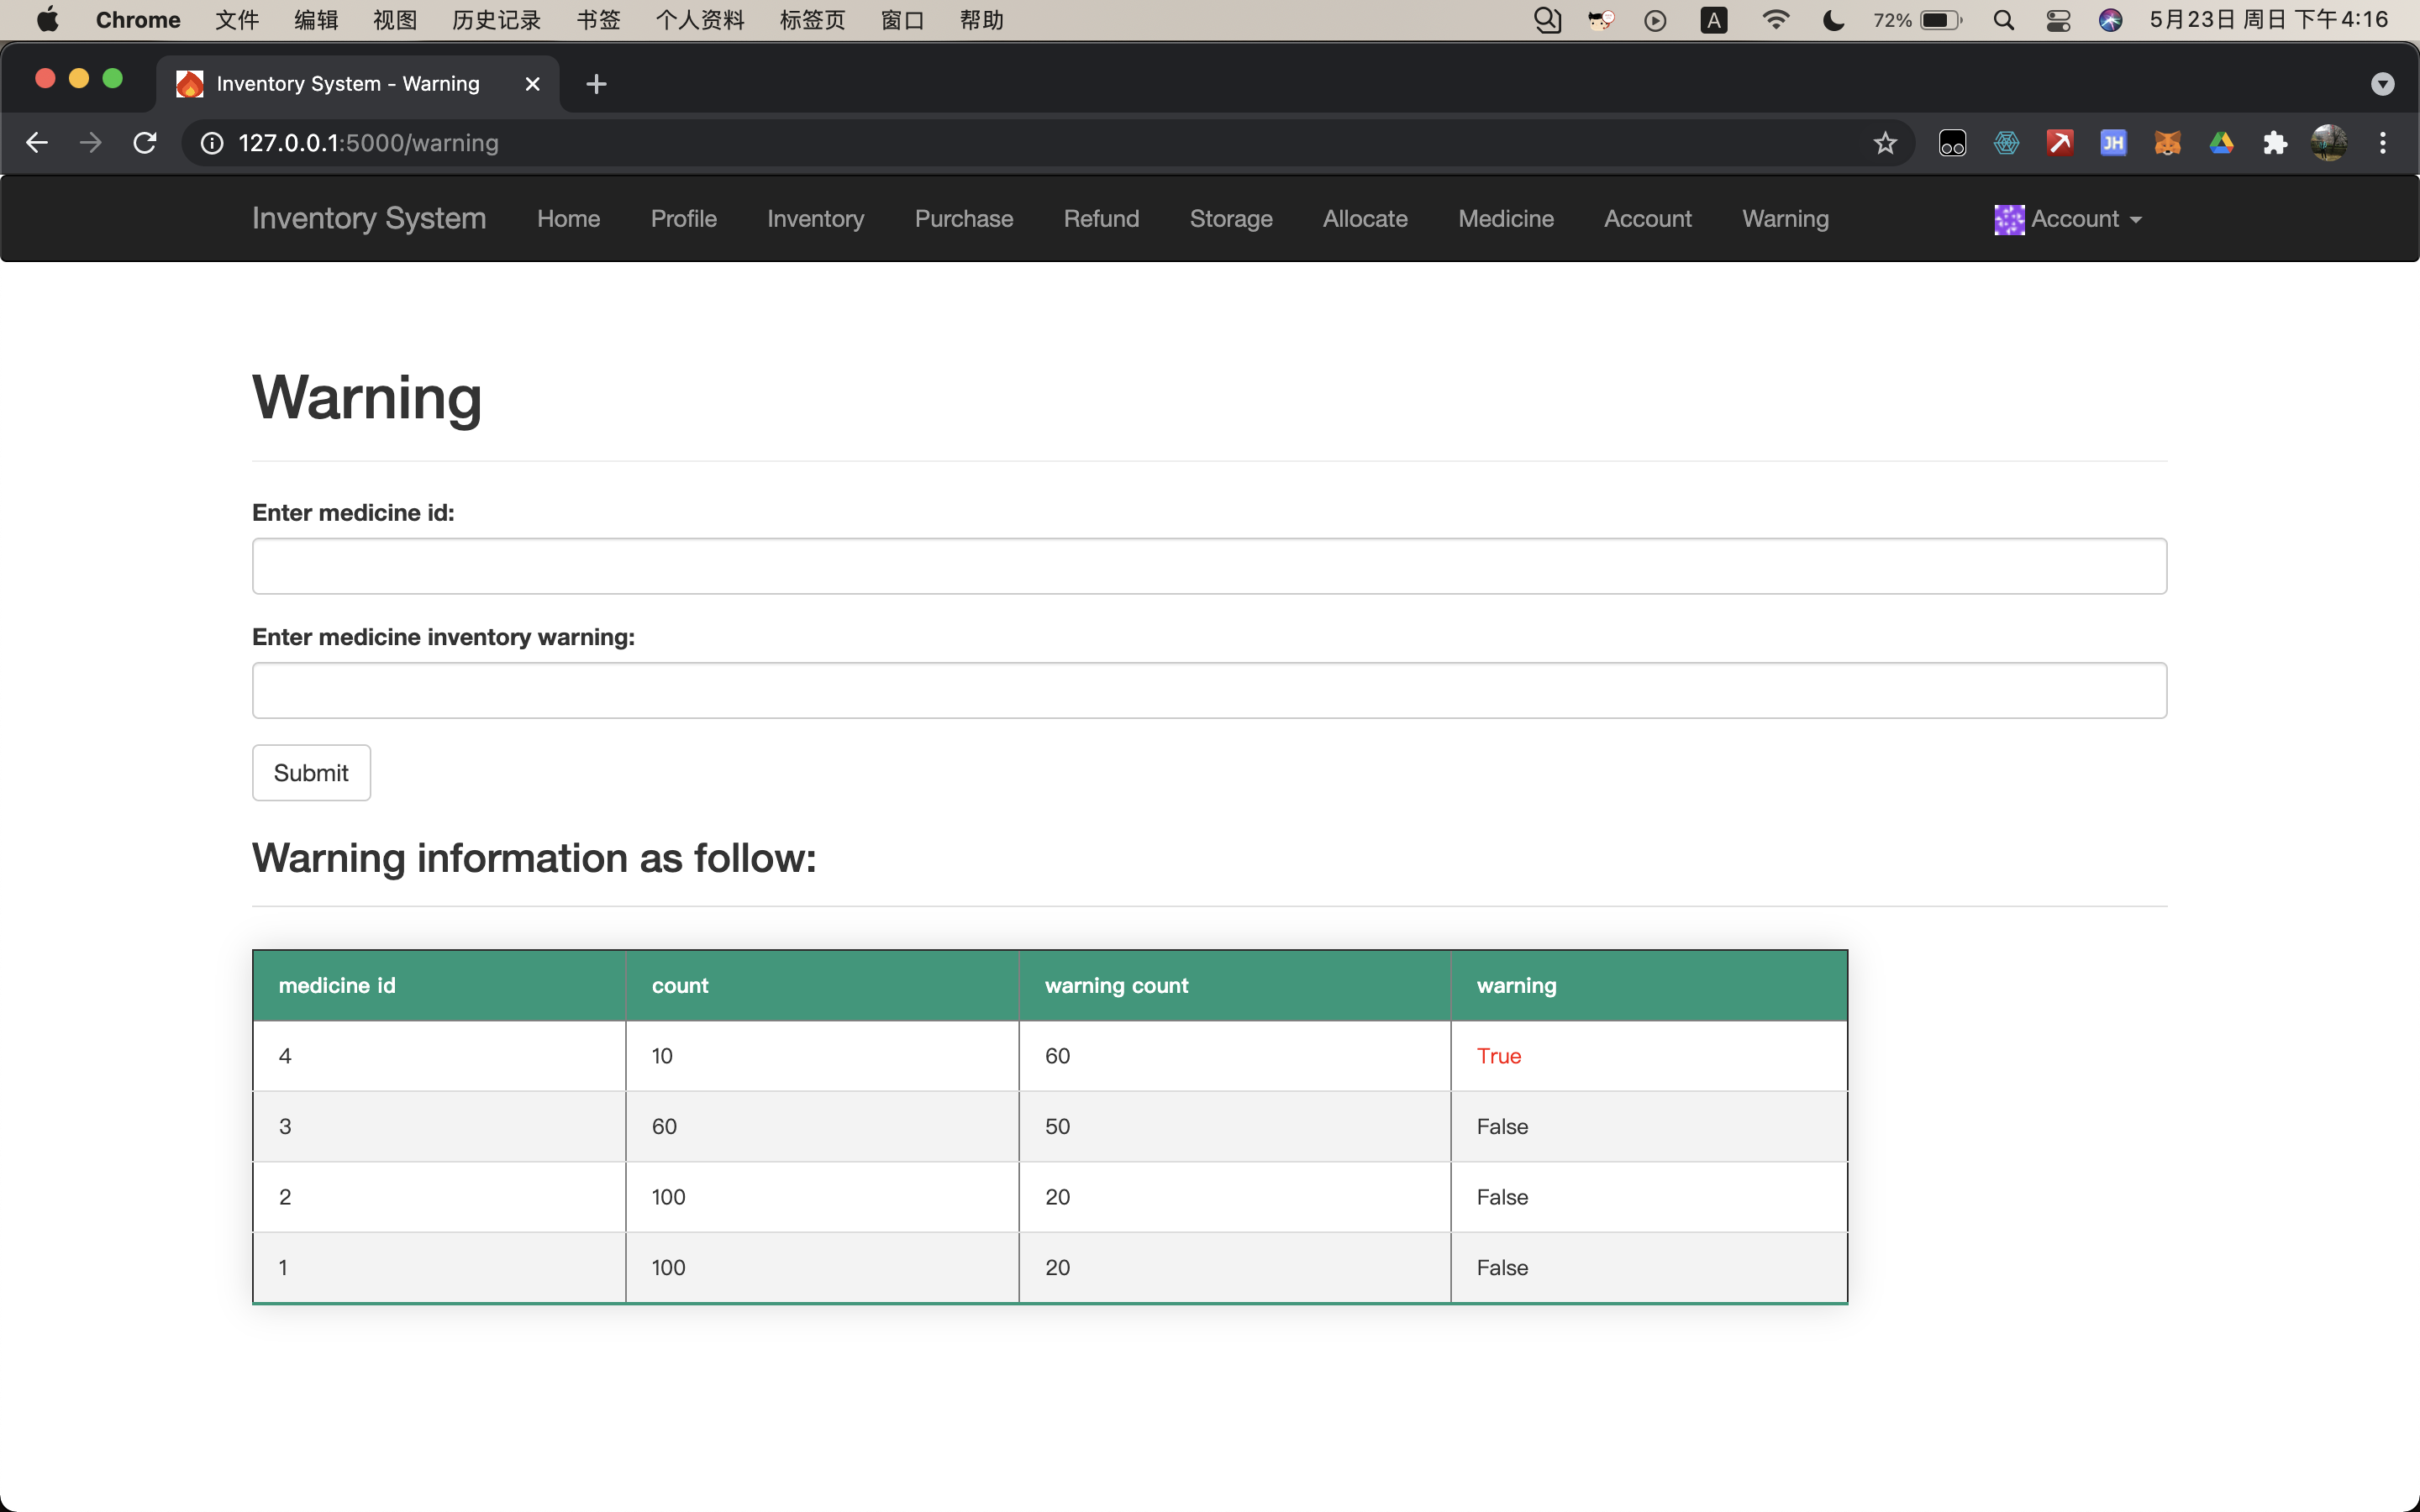 Chrome 文件 编辑 视图 历史记录 书签 个人资料 标签页 窗口 帮助 A 72% 5月23日 周日 下午4:16
Inventory System - Warning
127.0.0.1:5000/warning JH
Inventory System Home Profile Inventory Purchase Refund Storage Allocate Medicine Account Warning Account
Warning
Enter medicine id:
Enter medicine inventory warning:
Submit
Warning information as follow:
medicine id count warning count warning
4 10 60 True
3 60 50 False
2 100 20 False
1 100 20 False